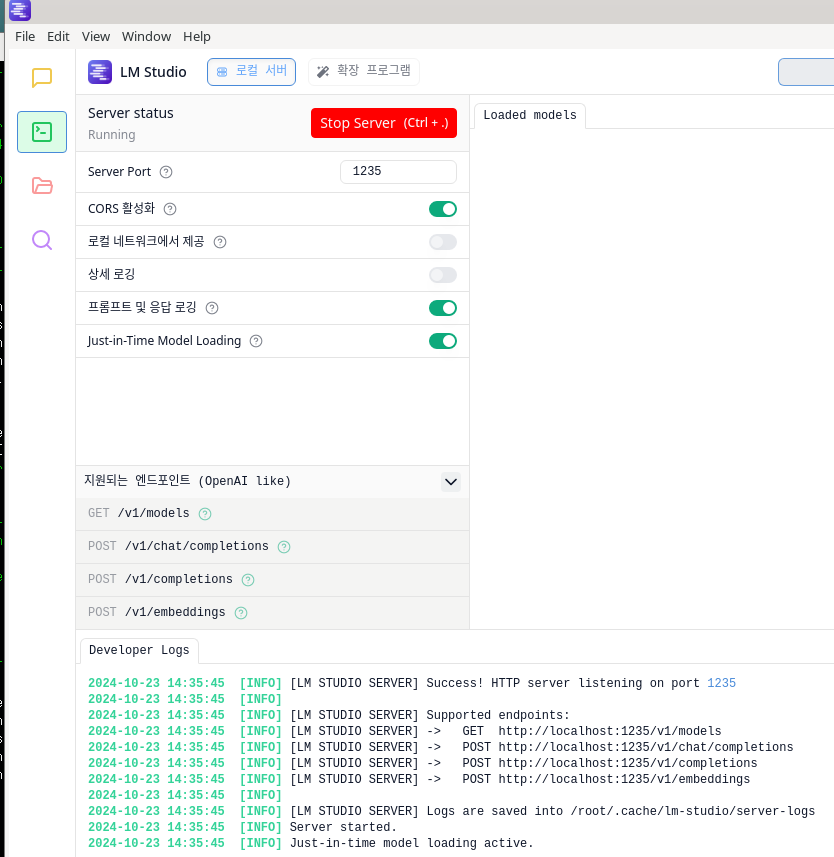 File Edit View Window Help
LM Studio 로컬 서버 확장 프로그램
Server status
Running
Stop Server (Ctrl + .)
Loaded models
Server Port 1235
CORS 활성화
로컬 네트워크에서 제공
상세 로깅
프롬프트 및 응답 로깅
Just-in-Time Model Loading
지원되는 엔드포인트 (OpenAI like)
GET /v1/models
POST /v1/chat/completions
POST /v1/completions
POST /v1/embeddings
Developer Logs
2024-10-23 14:35:45 [INFO] [LM STUDIO SERVER] Success! HTTP server listening on port 1235
2024-10-23 14:35:45 [INFO]
2024-10-23 14:35:45 [INFO] [LM STUDIO SERVER] Supported endpoints:
2024-10-23 14:35:45 [INFO] [LM STUDIO SERVER] -> GET http://localhost:1235/v1/models
2024-10-23 14:35:45 [INFO] [LM STUDIO SERVER] -> POST http://localhost:1235/v1/chat/completions
2024-10-23 14:35:45 [INFO] [LM STUDIO SERVER] -> POST http://localhost:1235/v1/completions
2024-10-23 14:35:45 [INFO] [LM STUDIO SERVER] -> POST http://localhost:1235/v1/embeddings
2024-10-23 14:35:45 [INFO]
2024-10-23 14:35:45 [INFO] [LM STUDIO SERVER] Logs are saved into /root/.cache/lm-studio/server-logs
2024-10-23 14:35:45 [INFO] Server started.
2024-10-23 14:35:45 [INFO] Just-in-time model loading active.